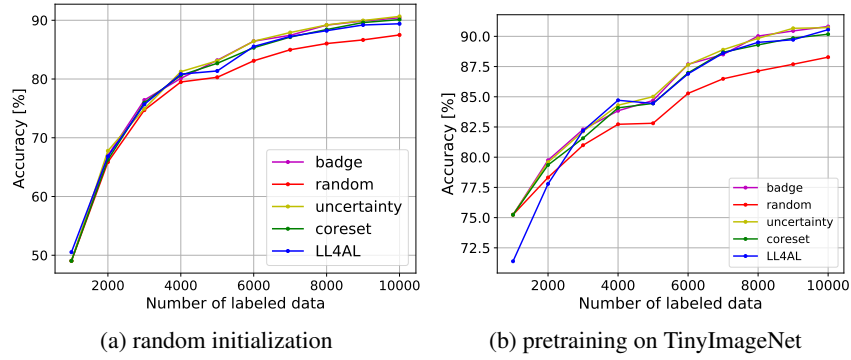 90
80
70
60
50
Accuracy [%]
badge
random
uncertainty
coreset
LL4AL
2000 4000 6000 8000 10000
Number of labeled data
(a) random initialization
90.0
87.5
85.0
82.5
80.0
77.5
75.0
72.5
Accuracy [%]
badge
random
uncertainty
coreset
LL4AL
2000 4000 6000 8000 10000
Number of labeled data
(b) pretraining on TinyImageNet